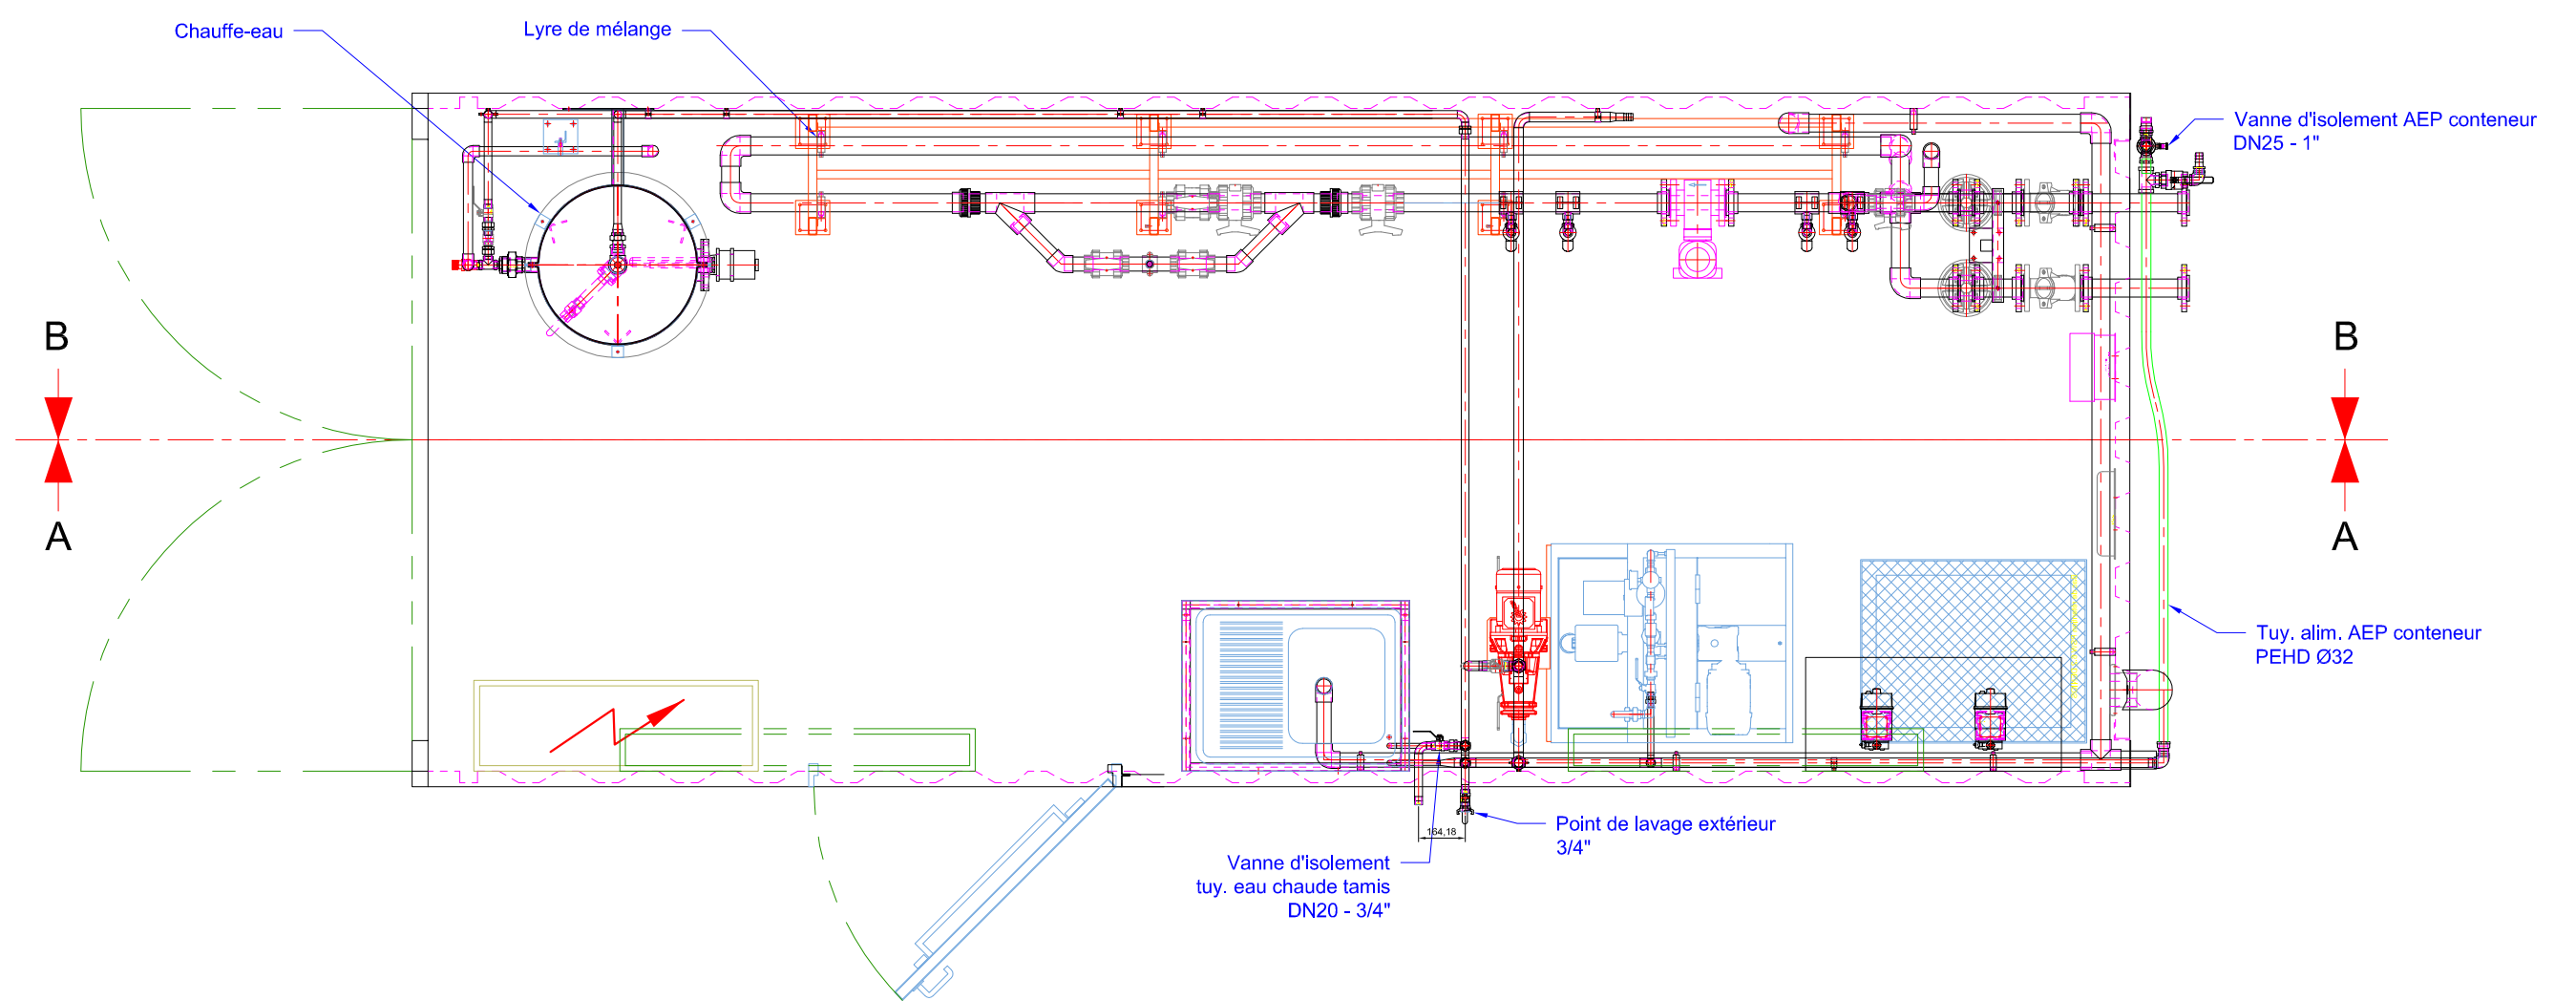 Chauffe-eau
Lyre de mélange
Vanne d'isolement AEP conteneur
DN25 - 1"
B
B
A
A
Tuy. alim. AEP conteneur
PEHD Ø32
Point de lavage extérieur
3/4"
164,18
Vanne d'isolement
tuy. eau chaude tamis
DN20 - 3/4"